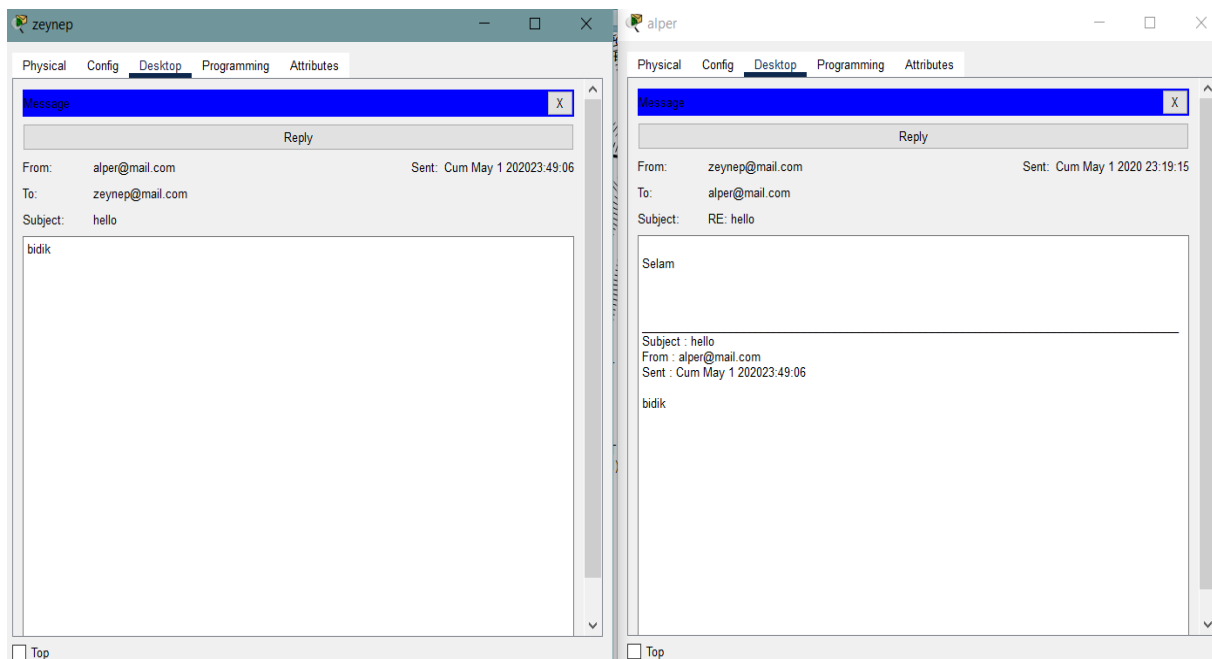 zeynep
Physical Config Desktop Programming Attributes
Message X
Reply
From: alper@mail.com Sent: Cum May 1 202023:49:06
To: zeynep@mail.com
Subject: hello
bidik
Top
alper
Physical Config Desktop Programming Attributes
Message X
Reply
From: zeynep@mail.com Sent: Cum May 1 2020 23:19:15
To: alper@mail.com
Subject: RE: hello
Selam
Subject : hello
From : alper@mail.com
Sent : Cum May 1 202023:49:06
bidik
Top